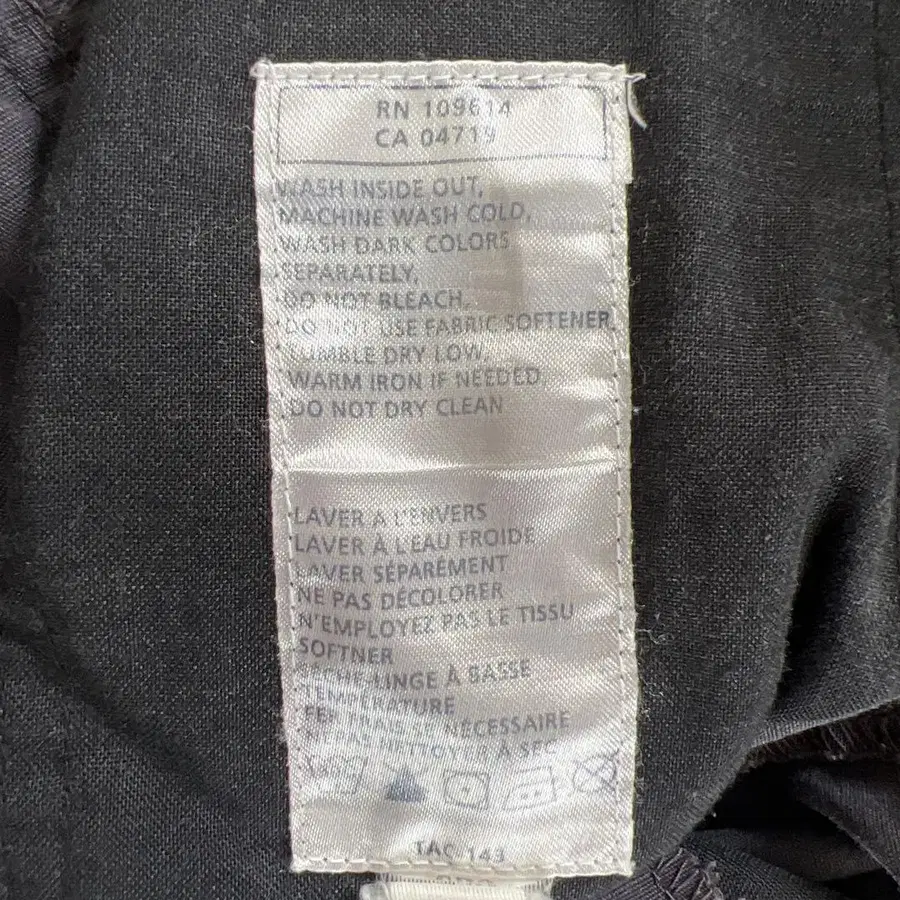 RN 109614
CA 04719
WASH INSIDE OUT,
MACHINE WASH COLD,
WASH DARK COLORS
SEPARATELY,
DO NOT BLEACH,
DO NOT USE FABRIC SOFTENER,
TUMBLE DRY LOW,
WARM IRON IF NEEDED
DO NOT DRY CLEAN
LAVER A L'ENVERS
LAVER À L'EAU FROIDE
LAVER SÉPARÉMENT
NE PAS DÉCOLORER
N'EMPLOYEZ PAS LE TISSU
SOFTNER
SÈCHE-LINGE À BASSE
TEMPÉRATURE
FER FRAIS SE NÉCESSAIRE
NE PAS NETTOYER À SEC
TAC 143